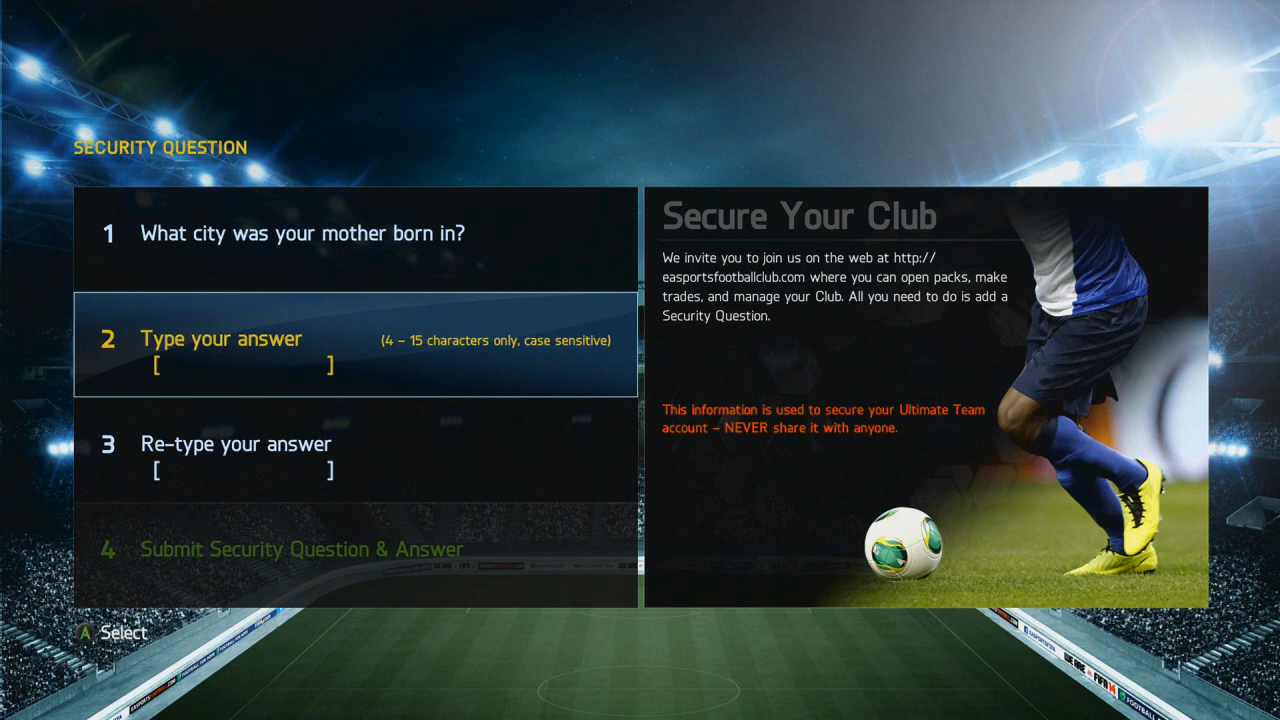 SECURITY QUESTION
1 What city was your mother born in?
2 Type your answer (4 – 15 characters only, case sensitive)
[ ]
3 Re-type your answer
[ ]
4 Submit Security Question & Answer
A Select
Secure Your Club
We invite you to join us on the web at http://
easportsfootballclub.com where you can open packs, make
trades, and manage your Club. All you need to do is add a
Security Question.
This information is used to secure your Ultimate Team
account – NEVER share it with anyone.
WE ARE FIFA 14